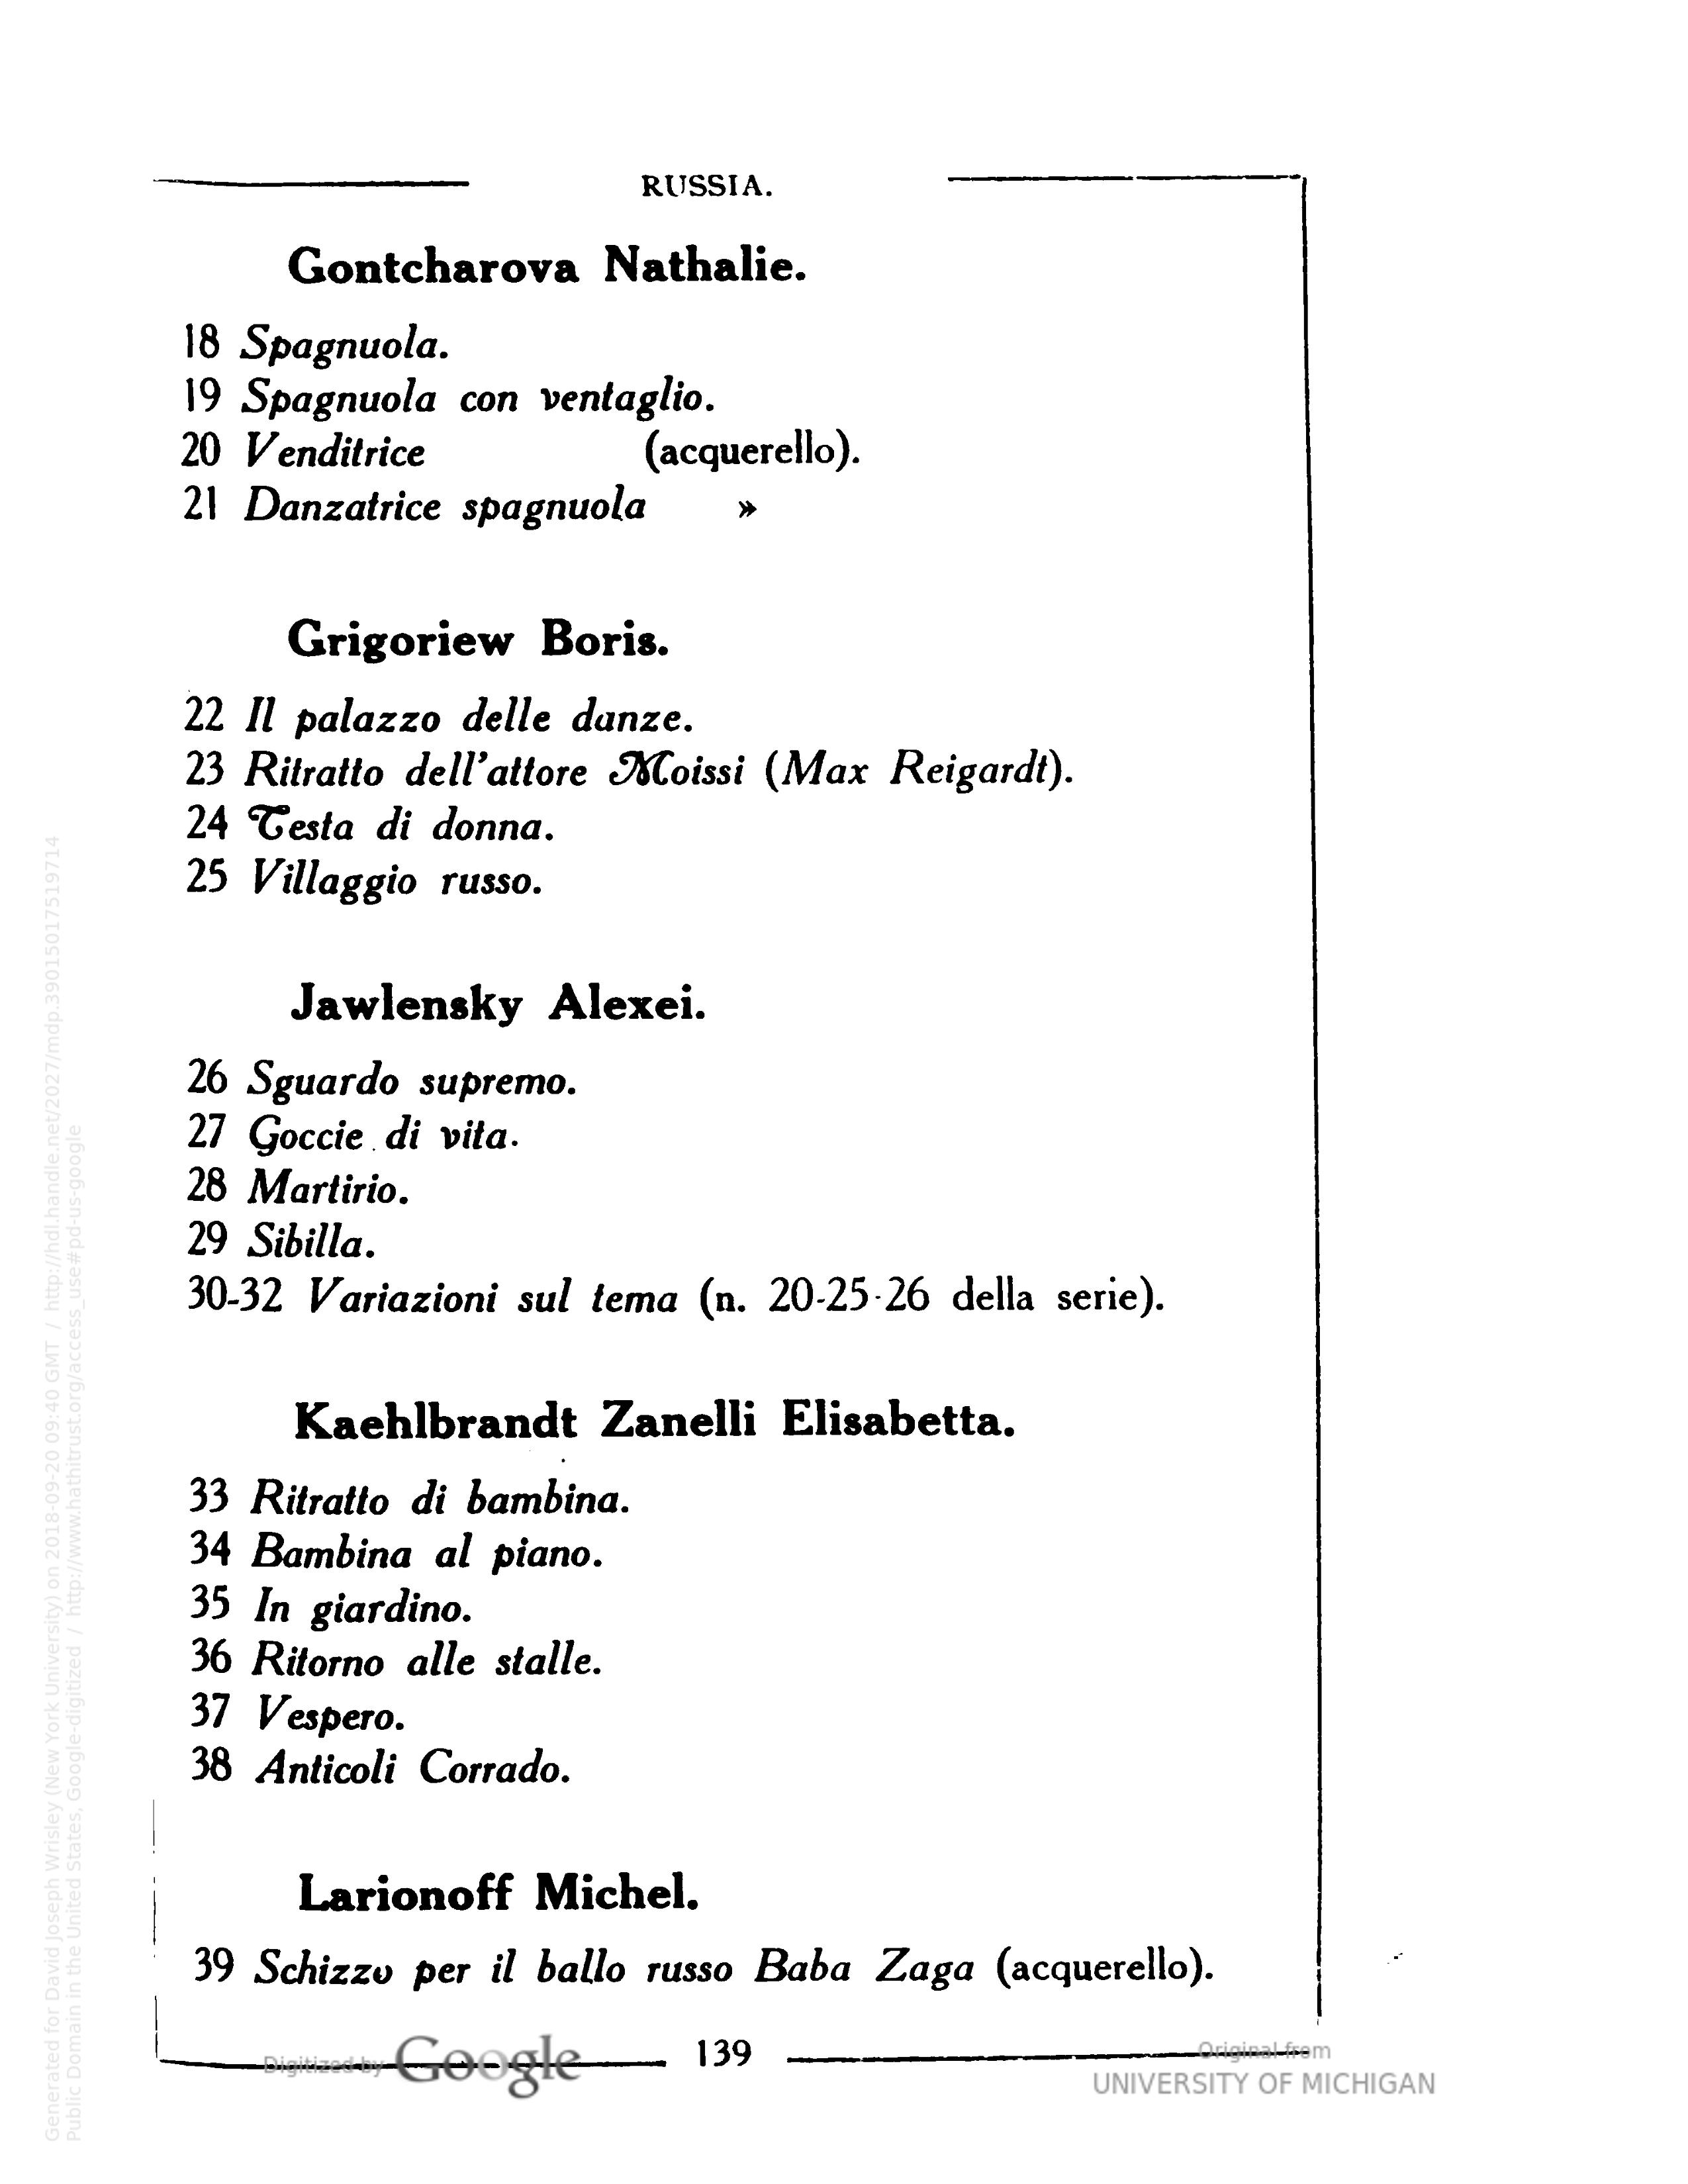 RUSSIA.
Gontcharova Nathalie.
18 Spagnuola.
19 Spagnuola con ventaglio.
20 Venditrice (acquerello).
21 Danzatrice spagnuola »
Grigoriew Boris.
22 Il palazzo delle danze.
23 Ritratto dell'attore Moissi (Max Reigardt).
24 Testa di donna.
25 Villaggio russo.
Jawlensky Alexei.
26 Sguardo supremo.
27 Goccie di vita.
28 Martirio.
29 Sibilla.
30-32 Variazioni sul tema (n. 20-25-26 della serie).
Kaehlbrandt Zanelli Elisabetta.
33 Ritratto di bambina.
34 Bambina al piano.
35 In giardino.
36 Ritorno alle stalle.
37 Vespero.
38 Anticoli Corrado.
Larionoff Michel.
39 Schizzo per il ballo russo Baba Zaga (acquerello).
139
Digitized by Google
Original from
UNIVERSITY OF MICHIGAN
Generated for David Joseph Wrisley (New York University) on 2018-09-20 09:40 GMT / http://hdl.handle.net/2027/mdp.39015017519714
Public Domain in the United States, Google-digitized / http://www.hathitrust.org/access_use#pd-us-google